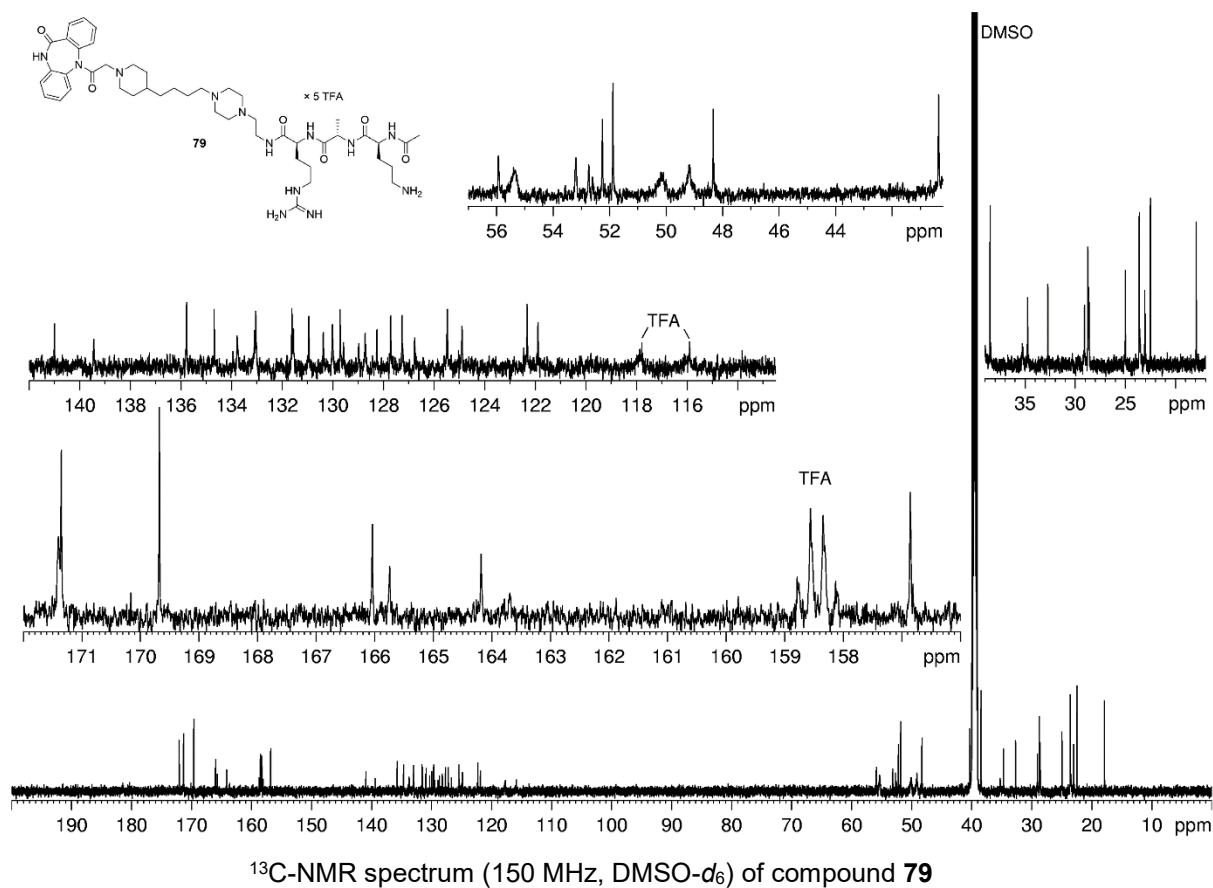 DMSO
O
NH
N
O
N
N
N
× 5 TFA
79
O
N
H
H
N
O
O
N
H
H
N
O
NH
H₂N
NH
NH₂
56 54 52 50 48 46 44 ppm
TFA
140 138 136 134 132 130 128 126 124 122 120 118 116 ppm
35 30 25 ppm
TFA
171 170 169 168 167 166 165 164 163 162 161 160 159 158 ppm
190 180 170 160 150 140 130 120 110 100 90 80 70 60 50 40 30 20 10 ppm
¹³C-NMR spectrum (150 MHz, DMSO-d₆) of compound 79